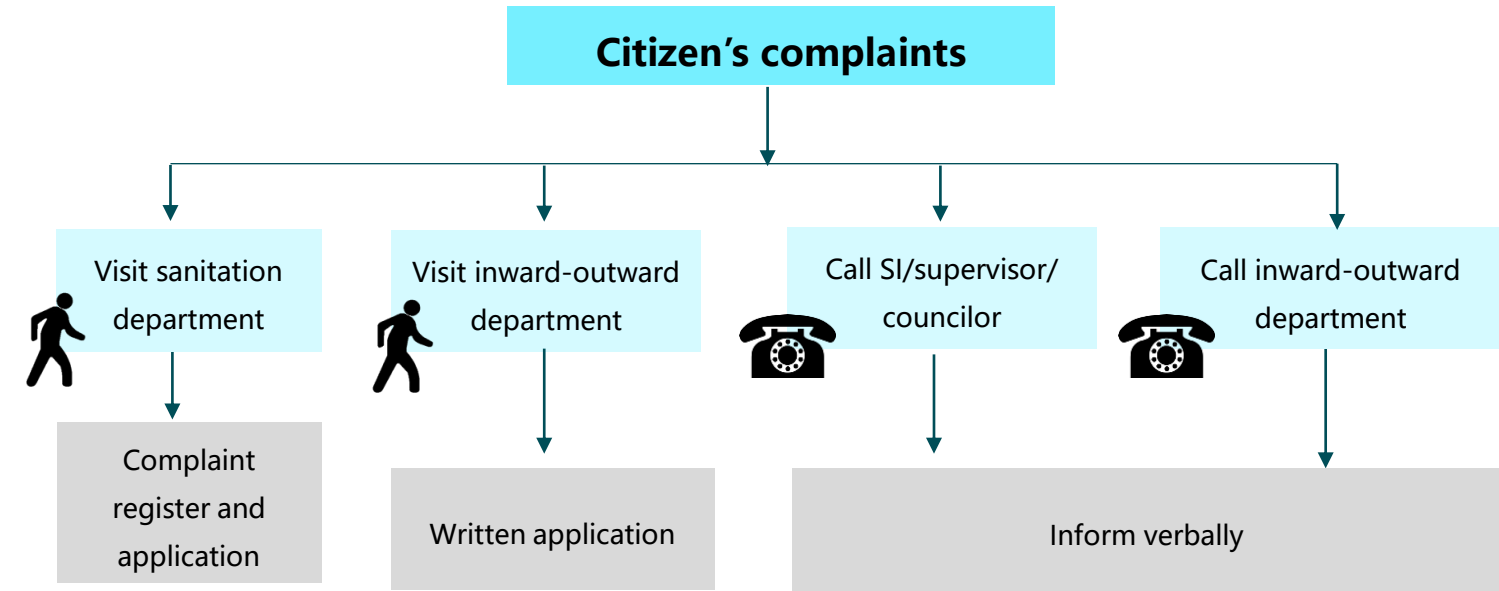 Citizen’s complaints
Visit sanitation
department
Visit inward-outward
department
Call SI/supervisor/
councilor
Call inward-outward
department
Complaint
register and
application
Written application
Inform verbally